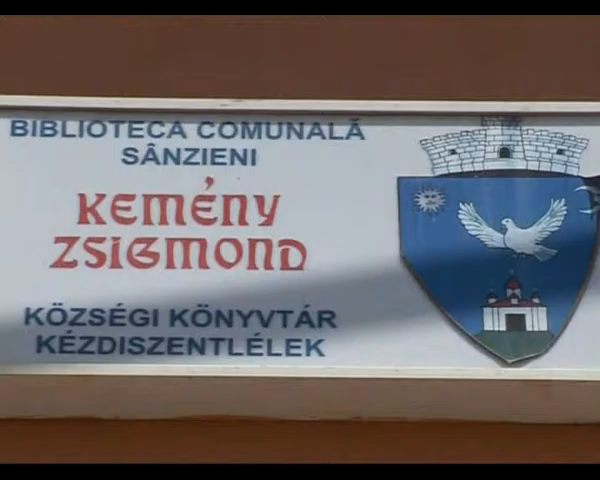 BIBLIOTECA COMUNALĂ
SÂNZIENI
KEMÉNY
ZSIGMOND
KÖZSÉGI KÖNYVTÁR
KÉZDISZENTLÉLEK